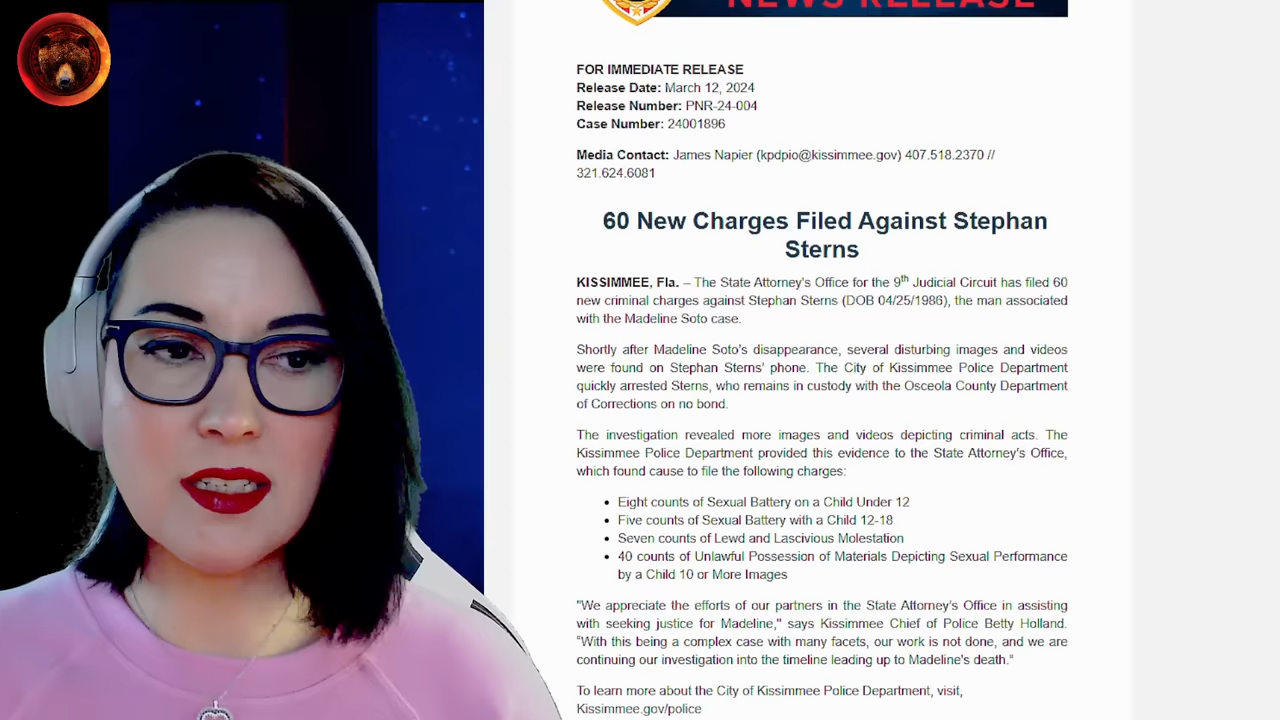 NEWS RELEASE
FOR IMMEDIATE RELEASE
Release Date: March 12, 2024
Release Number: PNR-24-004
Case Number: 24001896
Media Contact: James Napier (kpdpio@kissimmee.gov) 407.518.2370 //
321.624.6081
60 New Charges Filed Against Stephan
Sterns
KISSIMMEE, Fla. – The State Attorney's Office for the 9th Judicial Circuit has filed 60
new criminal charges against Stephan Sterns (DOB 04/25/1986), the man associated
with the Madeline Soto case.
Shortly after Madeline Soto's disappearance, several disturbing images and videos
were found on Stephan Sterns' phone. The City of Kissimmee Police Department
quickly arrested Sterns, who remains in custody with the Osceola County Department
of Corrections on no bond.
The investigation revealed more images and videos depicting criminal acts. The
Kissimmee Police Department provided this evidence to the State Attorney's Office,
which found cause to file the following charges:
• Eight counts of Sexual Battery on a Child Under 12
• Five counts of Sexual Battery with a Child 12-18
• Seven counts of Lewd and Lascivious Molestation
• 40 counts of Unlawful Possession of Materials Depicting Sexual Performance
by a Child 10 or More Images
"We appreciate the efforts of our partners in the State Attorney's Office in assisting
with seeking justice for Madeline," says Kissimmee Chief of Police Betty Holland.
"With this being a complex case with many facets, our work is not done, and we are
continuing our investigation into the timeline leading up to Madeline's death."
To learn more about the City of Kissimmee Police Department, visit,
Kissimmee.gov/police